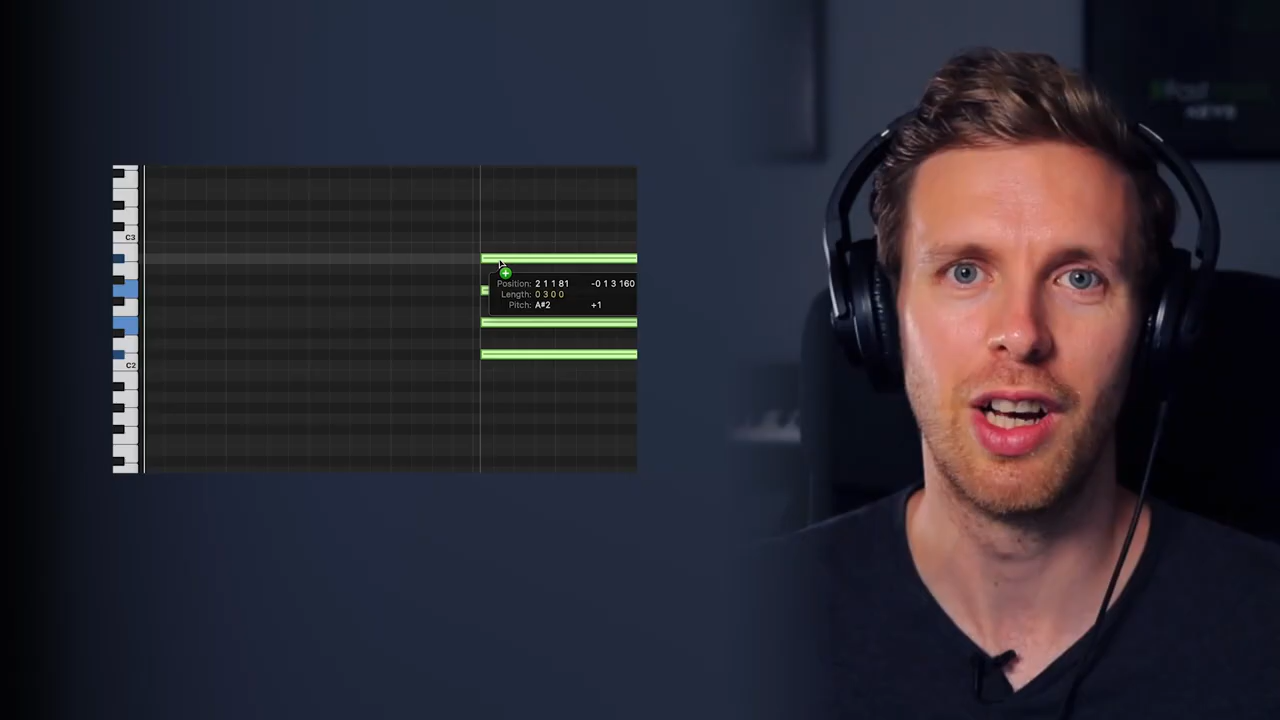 C3
Position: 2 1 1 81 -0 1 3 160
Length: 0 3 0 0
Pitch: A#2 +1
C2